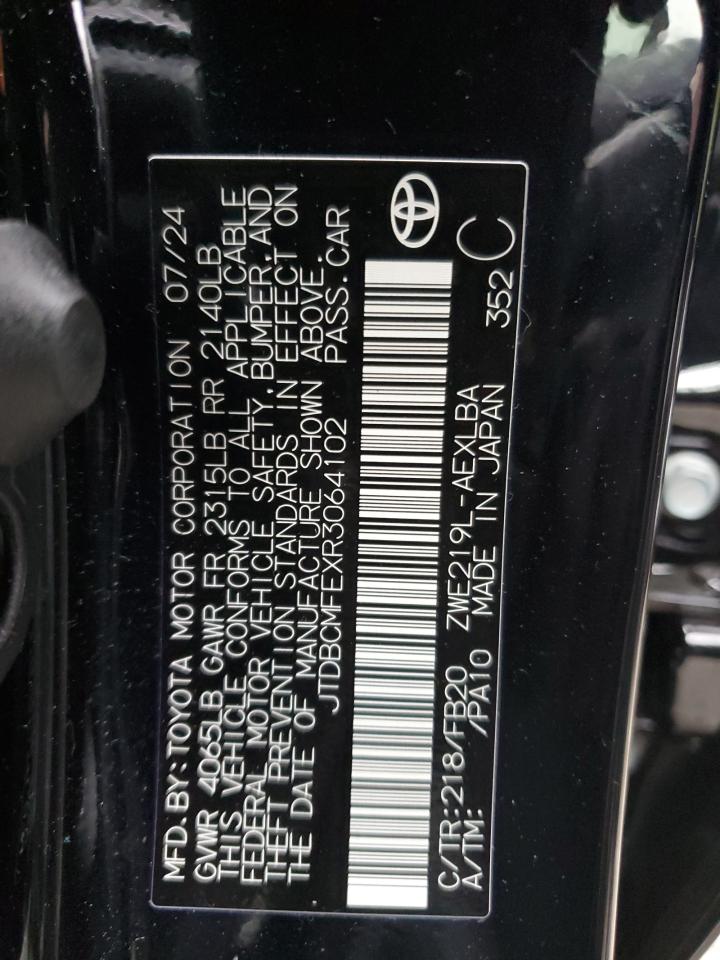 MFD.BY:TOYOTA MOTOR CORPORATION 07/24
GVWR 4065LB GAWR FR 2315LB RR 2140LB
THIS VEHICLE CONFORMS TO ALL APPLICABLE
FEDERAL MOTOR VEHICLE SAFETY,BUMPER,AND
THEFT PREVENTION STANDARDS IN EFFECT ON
THE DATE OF MANUFACTURE SHOWN ABOVE.
JTDBCMFEXR3064102 PASS.CAR
C/TR:218/FB20 ZWE219L-AEXLBA 352 C
A/TM: /PA10 MADE IN JAPAN